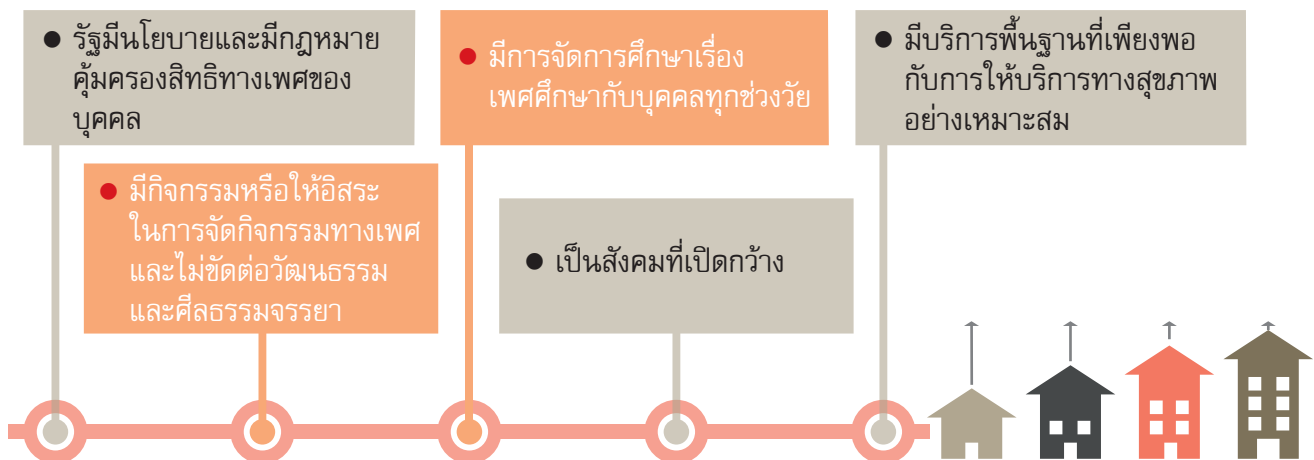 ● รัฐมีนโยบายและมีกฎหมาย
คุ้มครองสิทธิทางเพศของ
บุคคล
● มีกิจกรรมหรือให้อิสระ
ในการจัดกิจกรรมทางเพศ
และไม่ขัดต่อวัฒนธรรม
และศีลธรรมจรรยา
● มีการจัดการศึกษาเรื่อง
เพศศึกษากับบุคคลทุกช่วงวัย
● เป็นสังคมที่เปิดกว้าง
● มีบริการพื้นฐานที่เพียงพอ
กับการให้บริการทางสุขภาพ
อย่างเหมาะสม